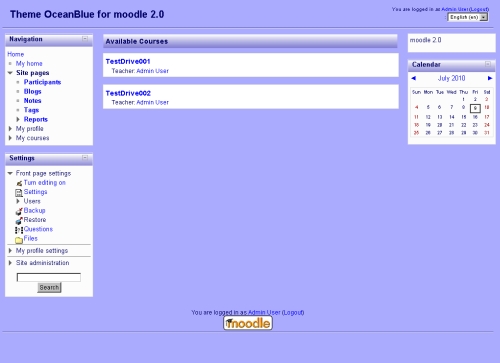 Theme OceanBlue for moodle 2.0
You are logged in as Admin User (Logout)
English (en)
Navigation
Home
My home
Site pages
Participants
Blogs
Notes
Tags
Reports
My profile
My courses
Settings
Front page settings
Turn editing on
Settings
Users
Backup
Restore
Questions
Files
My profile settings
Site administration
Search
Available Courses
TestDrive001
Teacher: Admin User
TestDrive002
Teacher: Admin User
moodle 2.0
Calendar
◄ July 2010 ►
Sun Mon Tue Wed Thu Fri Sat
1 2 3
4 5 6 7 8 9 10
11 12 13 14 15 16 17
18 19 20 21 22 23 24
25 26 27 28 29 30 31
You are logged in as Admin User (Logout)
moodle